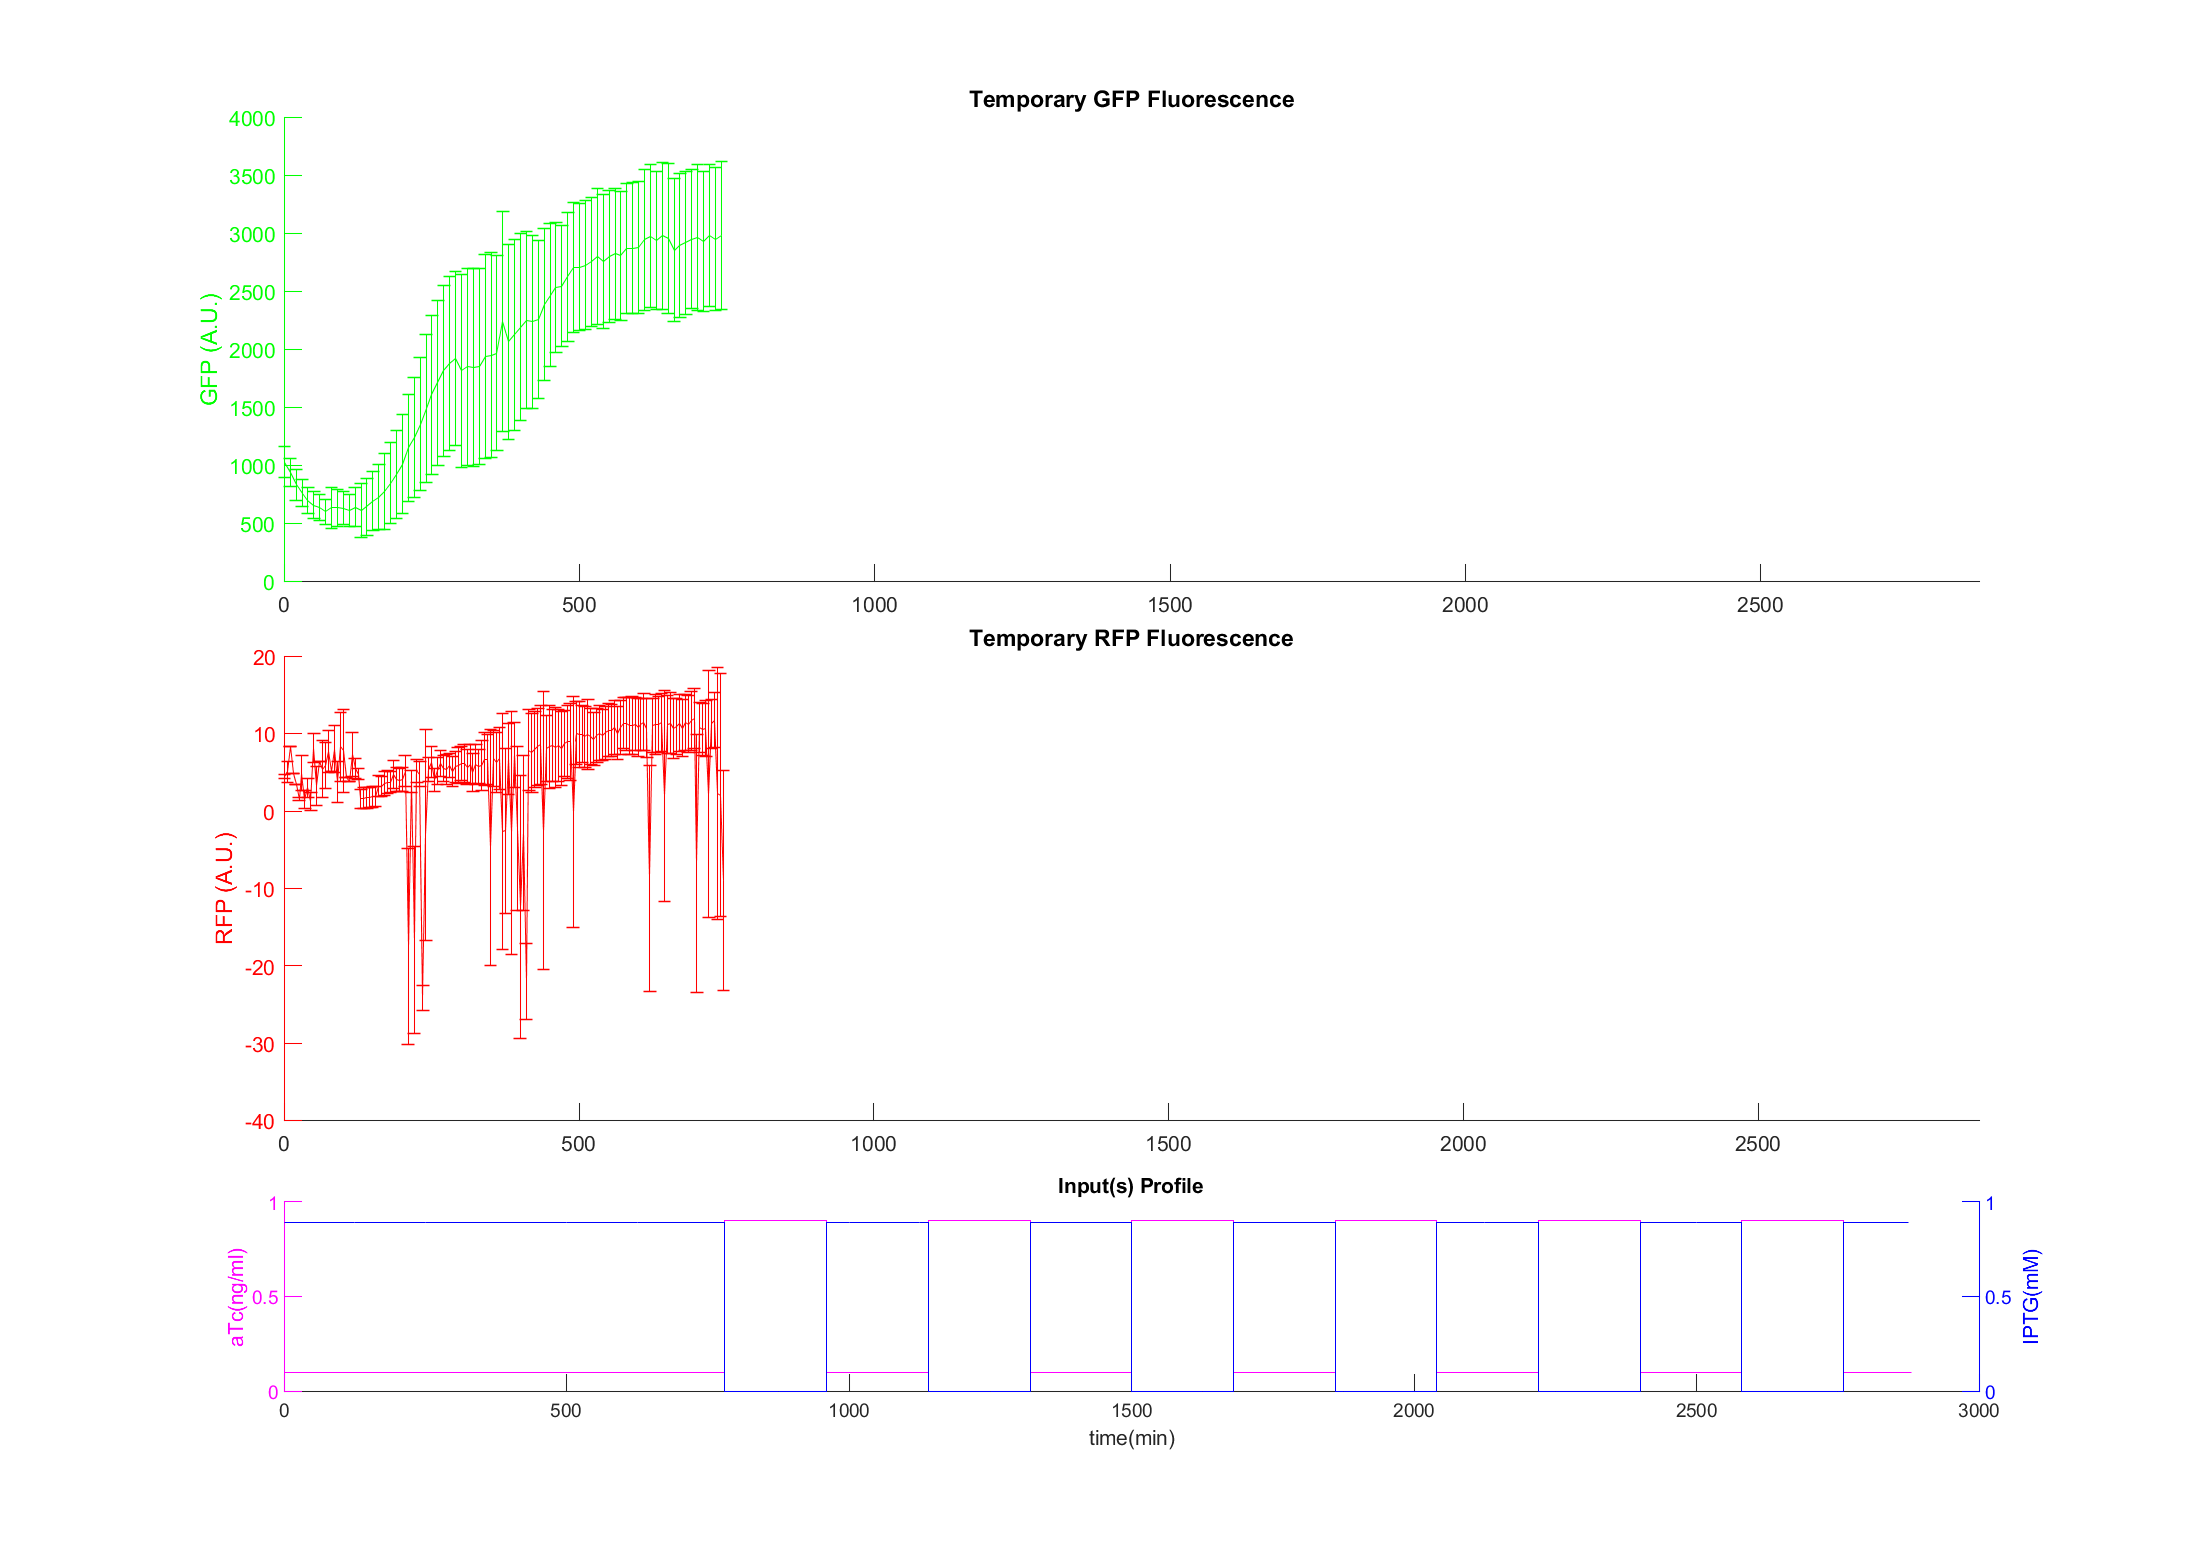 Temporary GFP Fluorescence
4000
3500
3000
2500
2000
1500
1000
500
0
GFP (A.U.)
0 500 1000 1500 2000 2500
Temporary RFP Fluorescence
20
10
0
-10
-20
-30
-40
RFP (A.U.)
0 500 1000 1500 2000 2500
Input(s) Profile
1
0.5
0
aTc(ng/ml)
1
0.5
0
IPTG(mM)
0 500 1000 1500 2000 2500 3000
time(min)